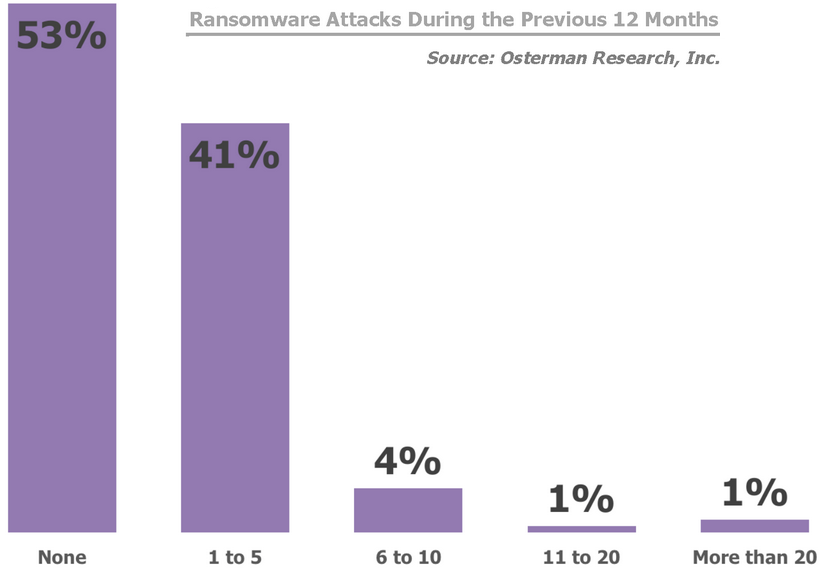 Ransomware Attacks During the Previous 12 Months
Source: Osterman Research, Inc.
53%
41%
4%
1%
1%
None
1 to 5
6 to 10
11 to 20
More than 20